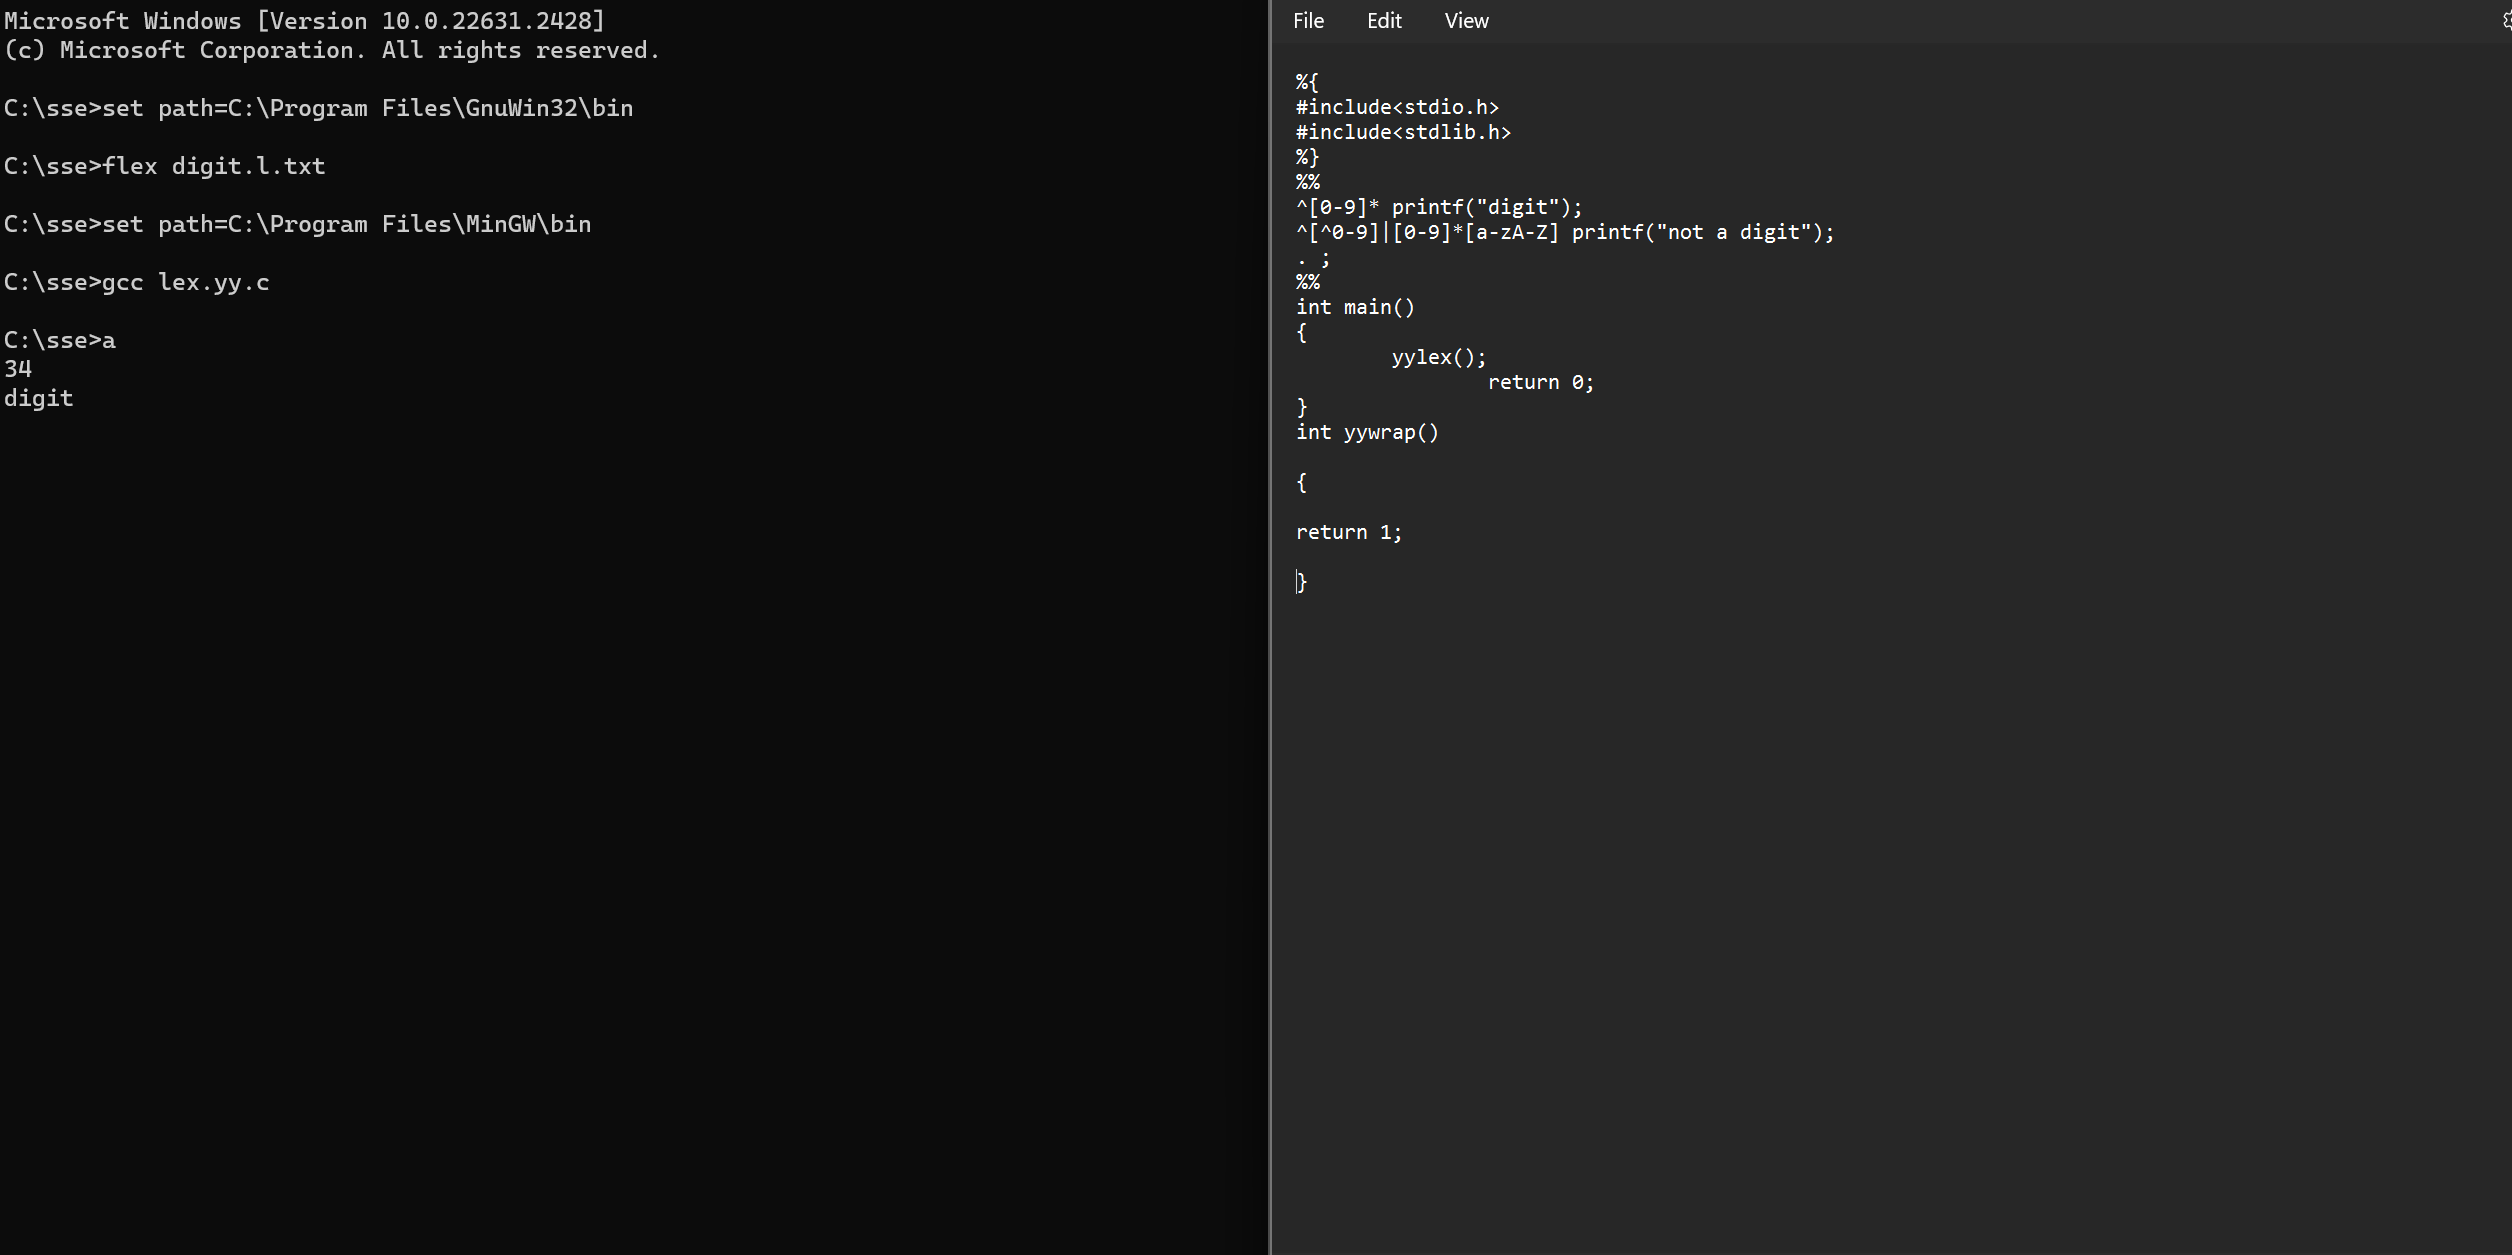 Microsoft Windows [Version 10.0.22631.2428]
(c) Microsoft Corporation. All rights reserved.
C:\sse>set path=C:\Program Files\GnuWin32\bin
C:\sse>flex digit.l.txt
C:\sse>set path=C:\Program Files\MinGW\bin
C:\sse>gcc lex.yy.c
C:\sse>a
34
digit
File Edit View
%{
#include<stdio.h>
#include<stdlib.h>
%}
%%
^[0-9]* printf("digit");
^[^0-9]|[0-9]*[a-zA-Z] printf("not a digit");
. ;
%%
int main()
{
yylex();
return 0;
}
int yywrap()
{
return 1;
}